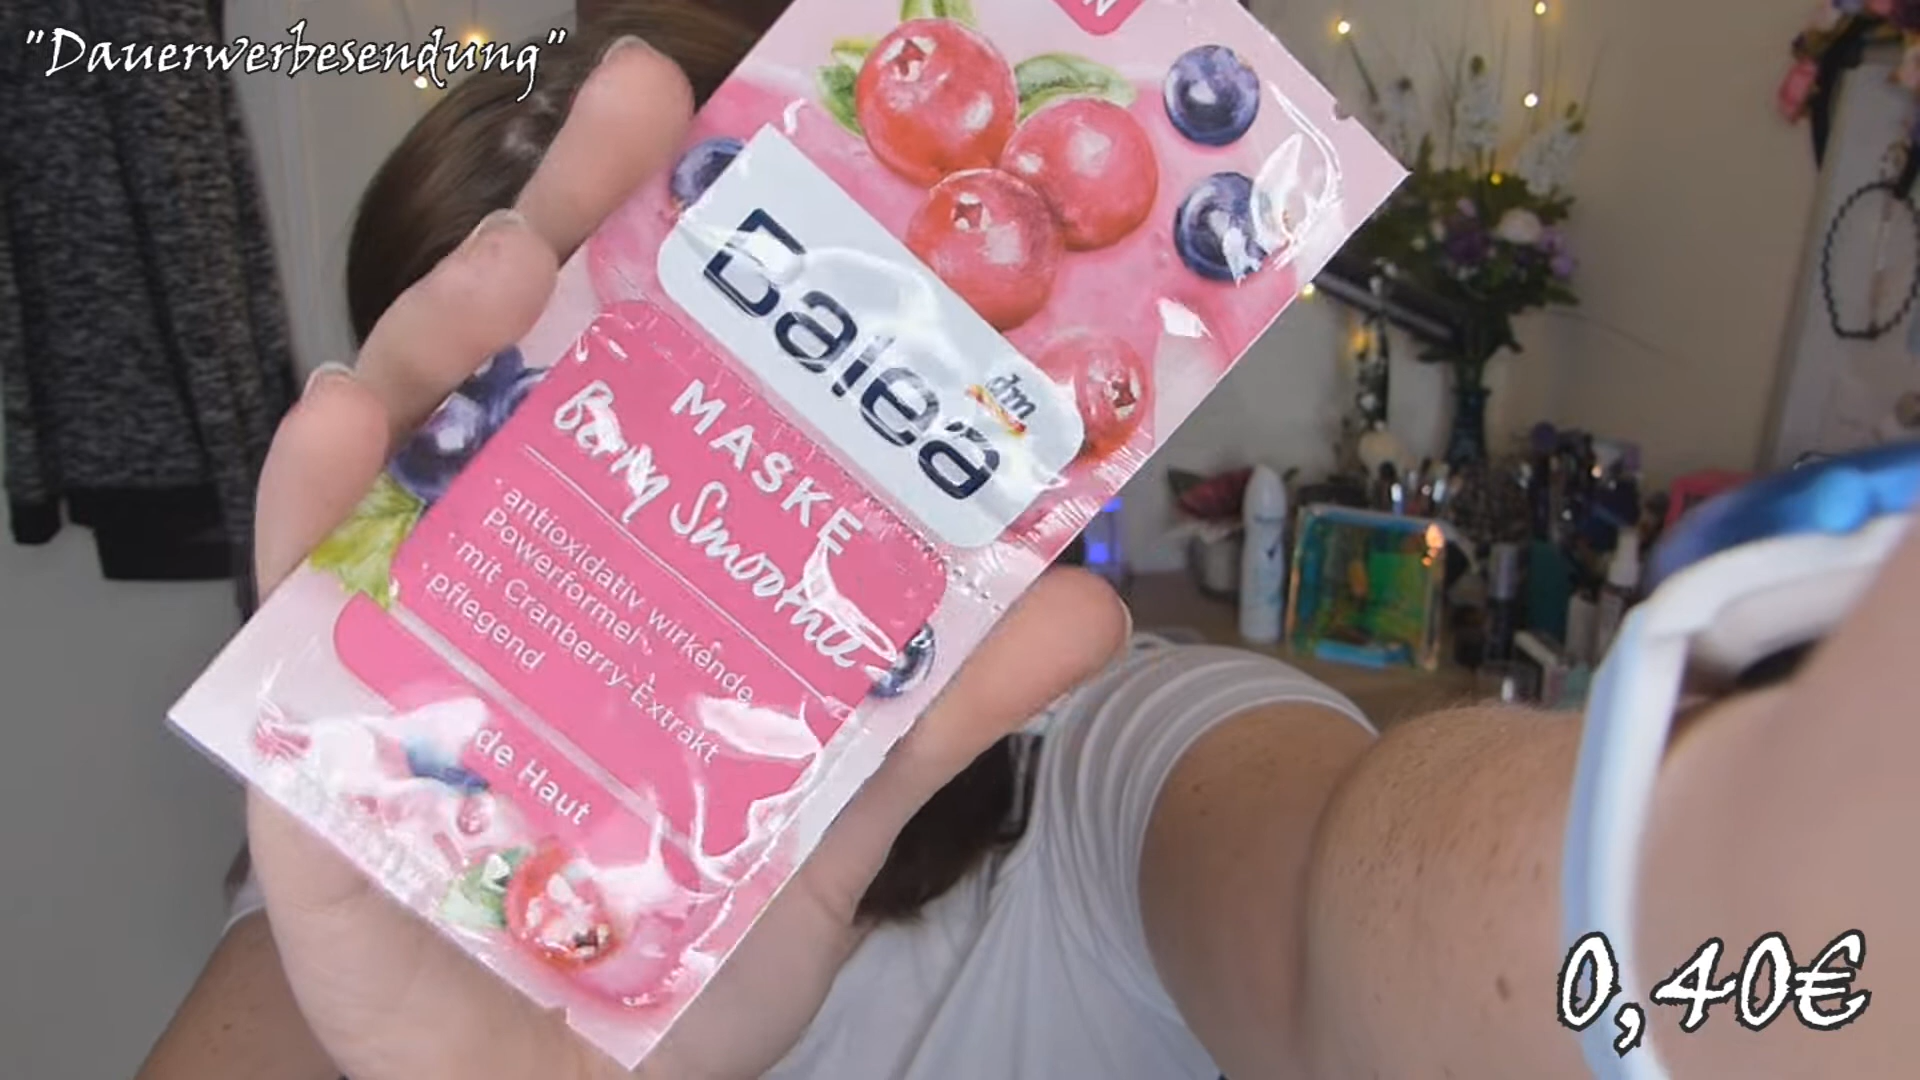 "Dauerwerbesendung"
Balea
dm
MASKE
Berry Smoothie
· antioxidativ wirkende
Powerformel
· mit Cranberry-Extrakt
· pflegend
de Haut
0,40€